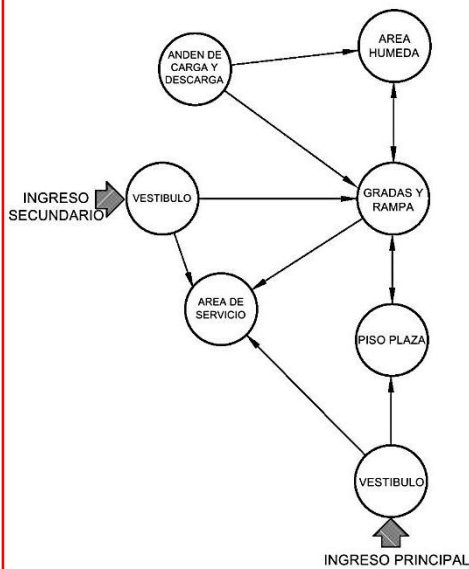 ANDEN DE
CARGA Y
DESCARGA
AREA
HUMEDA
INGRESO
SECUNDARIO
VESTIBULO
GRADAS Y
RAMPA
AREA DE
SERVICIO
PISO PLAZA
VESTIBULO
INGRESO PRINCIPAL